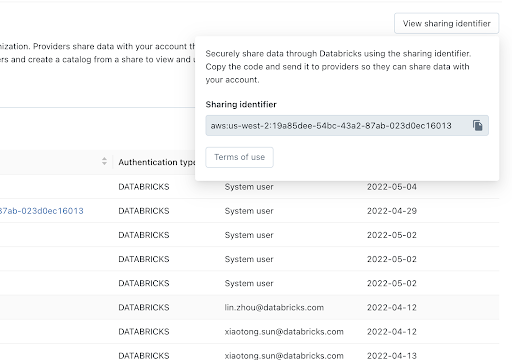 View sharing identifier
nization. Providers share data with your account th
ers and create a catalog from a share to view and u
Securely share data through Databricks using the sharing identifier.
Copy the code and send it to providers so they can share data with
your account.
Sharing identifier
aws:us-west-2:19a85dee-54bc-43a2-87ab-023d0ec16013
Terms of use
Authentication type
DATABRICKS System user 2022-05-04
87ab-023d0ec16013 DATABRICKS System user 2022-04-29
DATABRICKS System user 2022-05-02
DATABRICKS System user 2022-05-02
DATABRICKS System user 2022-05-02
DATABRICKS lin.zhou@databricks.com 2022-04-12
DATABRICKS xiaotong.sun@databricks.com 2022-04-12
DATABRICKS xiaotong.sun@databricks.com 2022-04-13